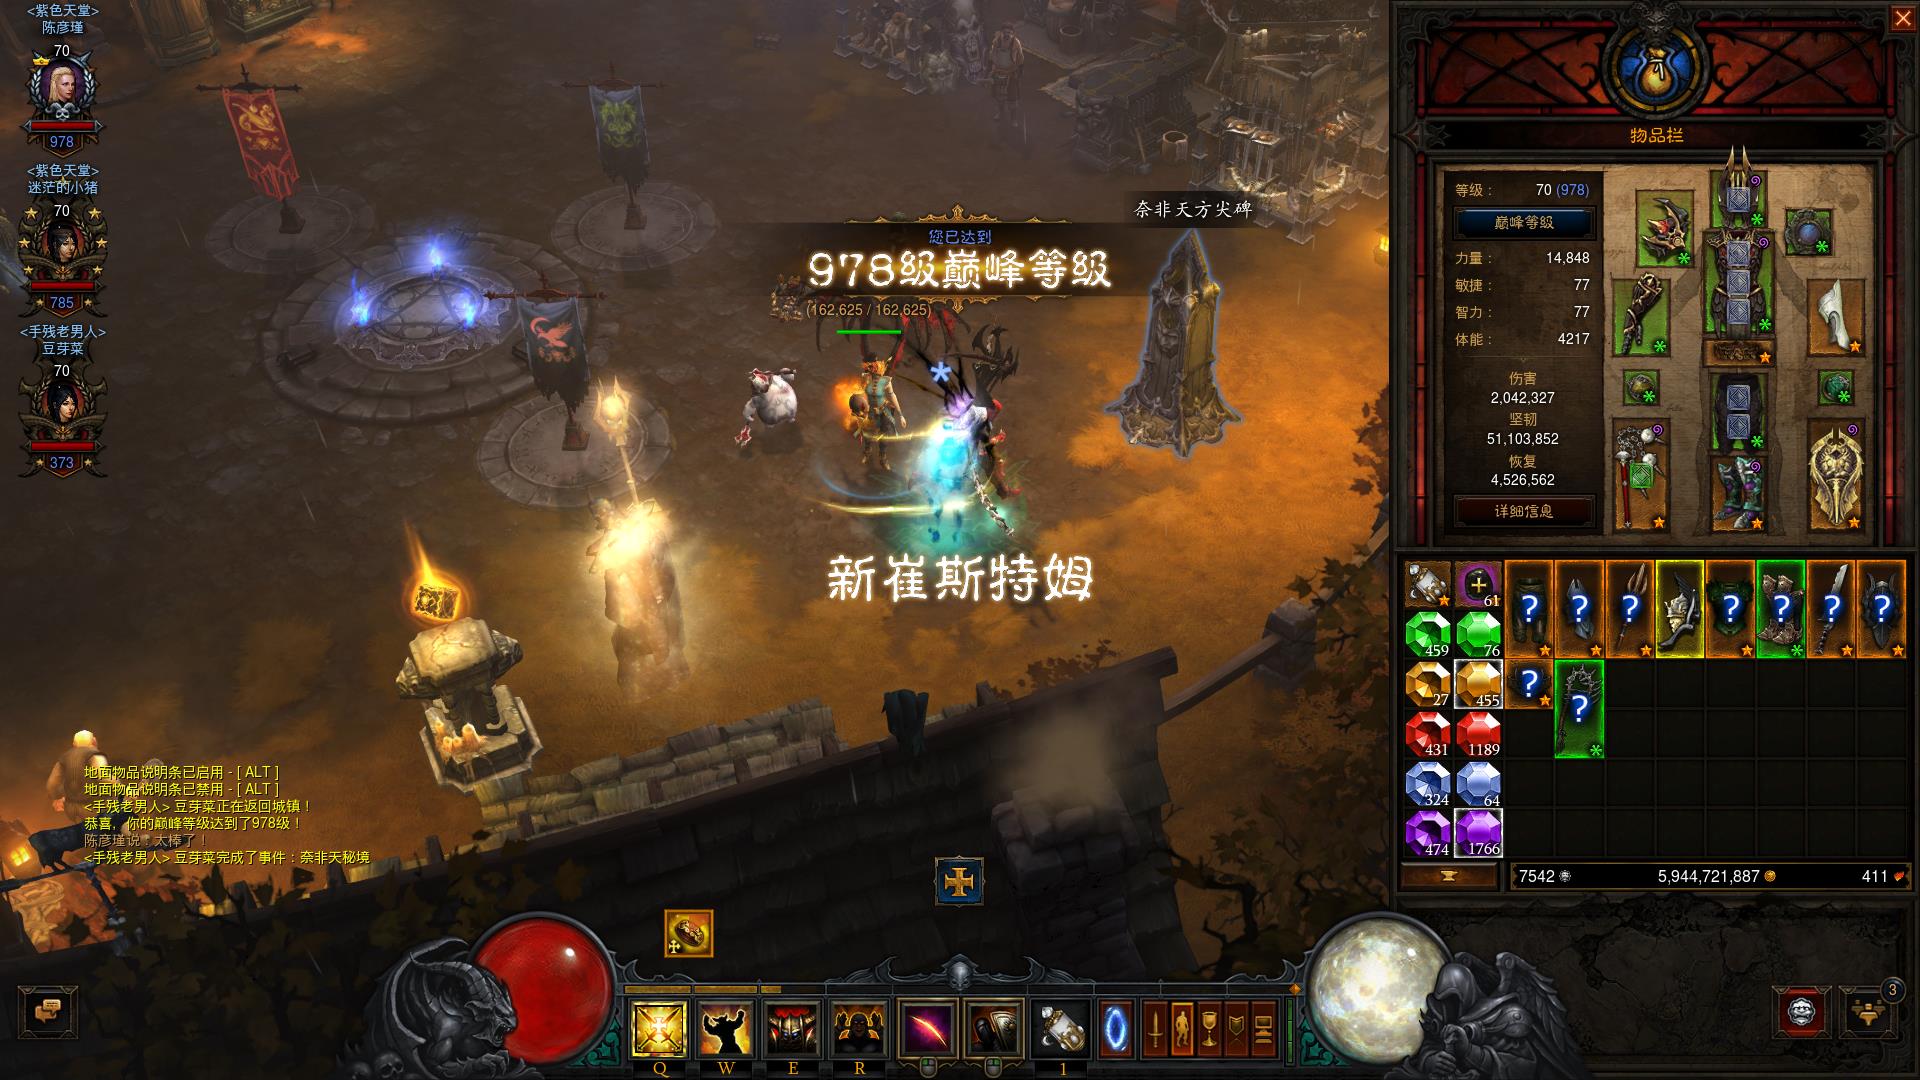 <紫色天堂>
陈彦瑾
70
978
<紫色天堂>
迷茫的小猪
70
785
<手残老男人>
豆芽菜
70
373
奈非天方尖碑
您已达到
978级巅峰等级
(162,625 / 162,625)
新崔斯特姆
地面物品说明条已启用 - [ ALT ]
地面物品说明条已禁用 - [ ALT ]
<手残老男人> 豆芽菜正在返回城镇！
恭喜，你的巅峰等级达到了978级！
陈彦瑾说：太棒了！
<手残老男人> 豆芽菜完成了事件：奈非天秘境
物品栏
等级： 70 (978)
巅峰等级
力量： 14,848
敏捷： 77
智力： 77
体能： 4217
伤害
2,042,327
坚韧
51,103,852
恢复
4,526,562
详细信息
61
? ? ? ? ? ? ?
459 76
27 455 ? ?
431 1189
324 64
474 1766
7542 5,944,721,887 411
Q W E R 1
3